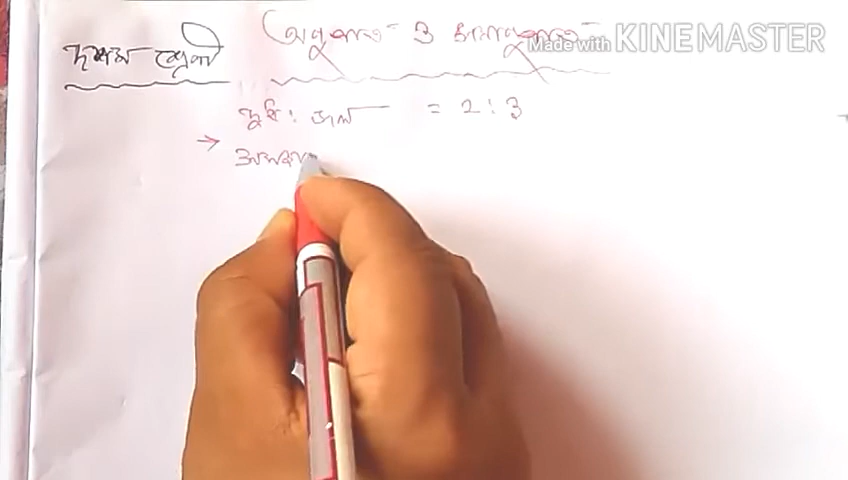 দশম শ্রেণী
অনুপাত ও সমানুপাত
Made with KINEMASTER
দুধ : জল = 2 : 3
→